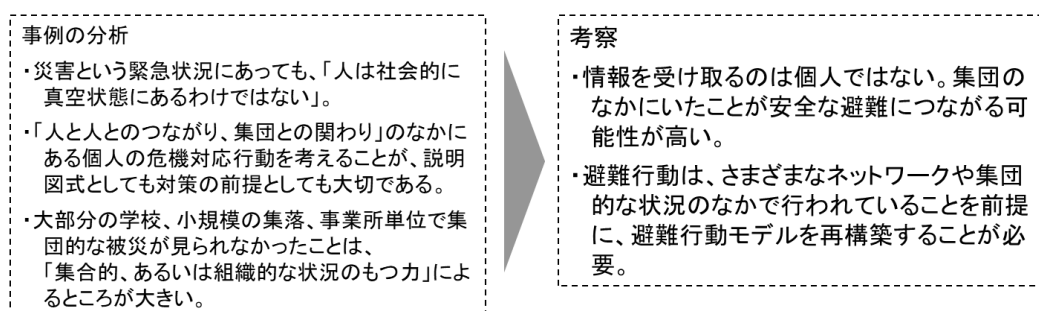 事例の分析
・災害という緊急状況にあっても、「人は社会的に
真空状態にあるわけではない」。
・「人と人とのつながり、集団との関わり」のなかに
ある個人の危機対応行動を考えることが、説明
図式としても対策の前提としても大切である。
・大部分の学校、小規模の集落、事業所単位で集
団的な被災が見られなかったことは、
「集合的、あるいは組織的な状況のもつ力」によ
るところが大きい。
考察
・情報を受け取るのは個人ではない。集団の
なかにいたことが安全な避難につながる可
能性が高い。
・避難行動は、さまざまなネットワークや集団
的な状況のなかで行われていることを前提
に、避難行動モデルを再構築することが必
要。